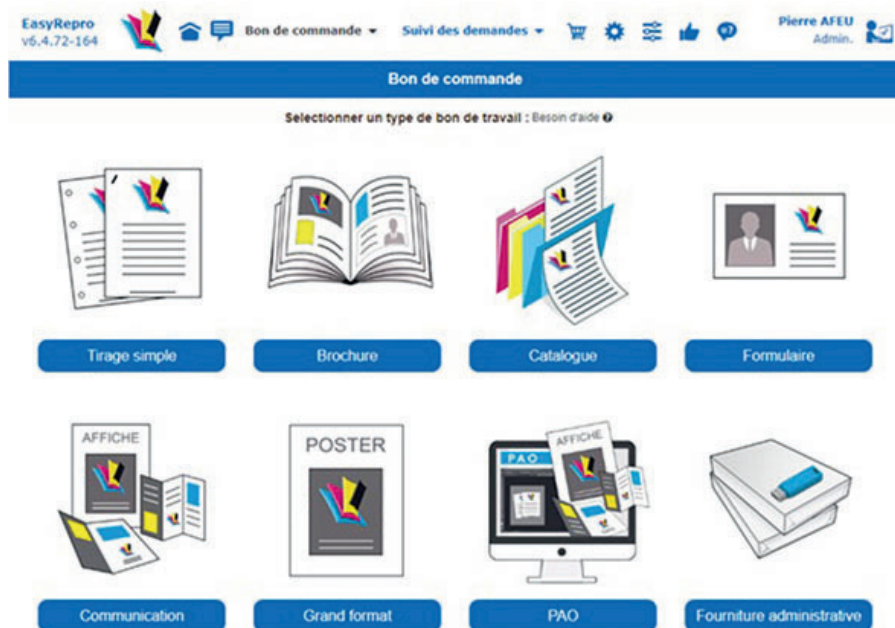 EasyRepro
v6.4.72-164
Bon de commande
Suivi des demandes
Pierre AFEU
Admin.
Bon de commande
Selectionner un type de bon de travail : Besoin d'aide
Tirage simple
Brochure
Catalogue
Formulaire
AFFICHE
POSTER
PAO
AFFICHE
Communication
Grand format
PAO
Fourniture administrative